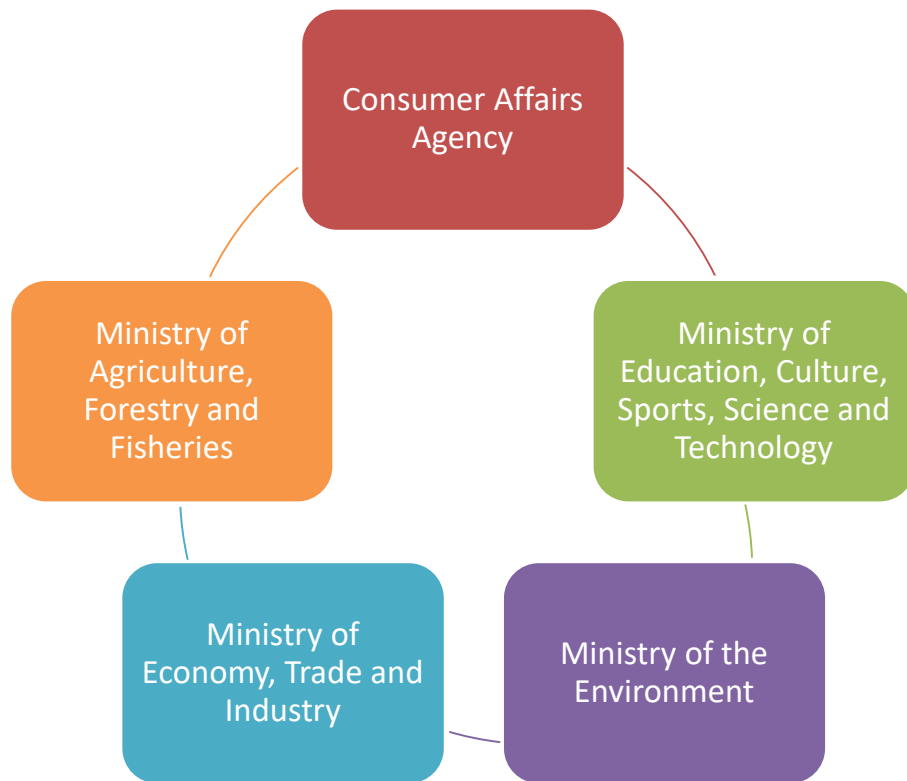 Consumer Affairs
Agency
Ministry of
Education, Culture,
Sports, Science and
Technology
Ministry of the
Environment
Ministry of
Economy, Trade and
Industry
Ministry of
Agriculture,
Forestry and
Fisheries